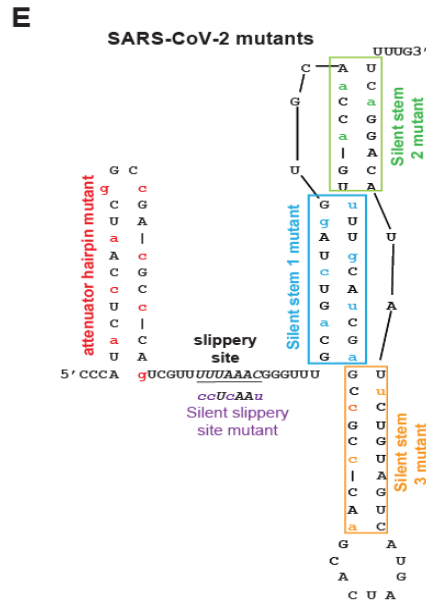 E
SARS-CoV-2 mutants
UUUG3'
C A U
a C
G C a
C G
a G
I A
U G U C A
Silent stem
2 mutant
G C
g c
C G
U A
a I
A c
C G
c C
U c
C I
a C
U A
attenuator hairpin mutant
G u
g U
A U
U g
c C
U A
G u
a C
C G
G a
U
A
Silent stem 1 mutant
slippery
site
5'CCCA gUCGUUUUUAAACGGGUUU
ccUcAAu
Silent slippery
site mutant
G U
C u
c C
G U
C G
c U
I A
C G
A U
a C
Silent stem
3 mutant
G A
C U
A G
C U A